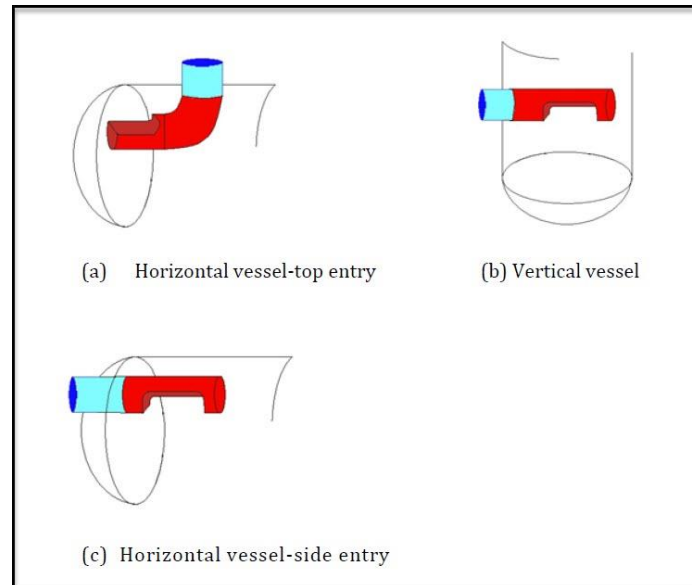 (a) Horizontal vessel-top entry
(b) Vertical vessel
(c) Horizontal vessel-side entry